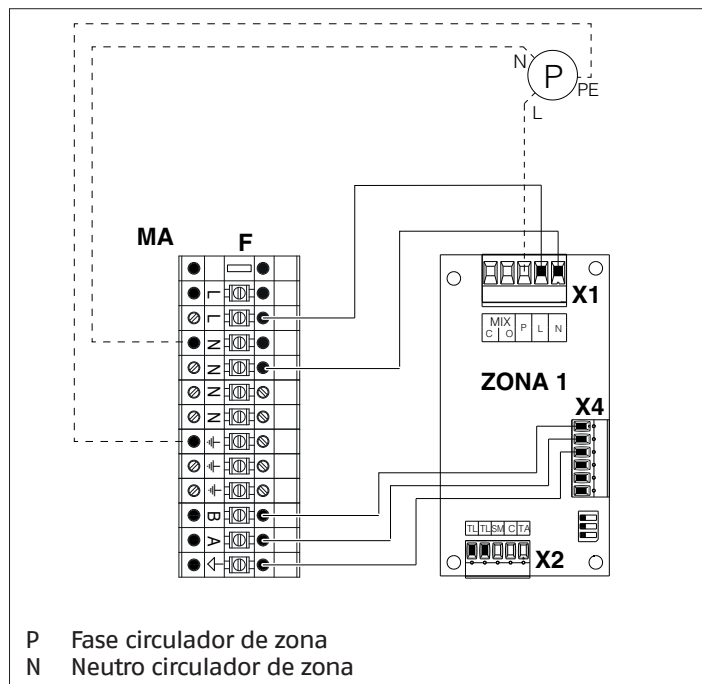 N
P
PE
L
MA
F
L
L
N
N
N
N
B
A
X1
MIX
C O P L N
ZONA 1
X4
TL TL SM C TA
X2
P Fase circulador de zona
N Neutro circulador de zona